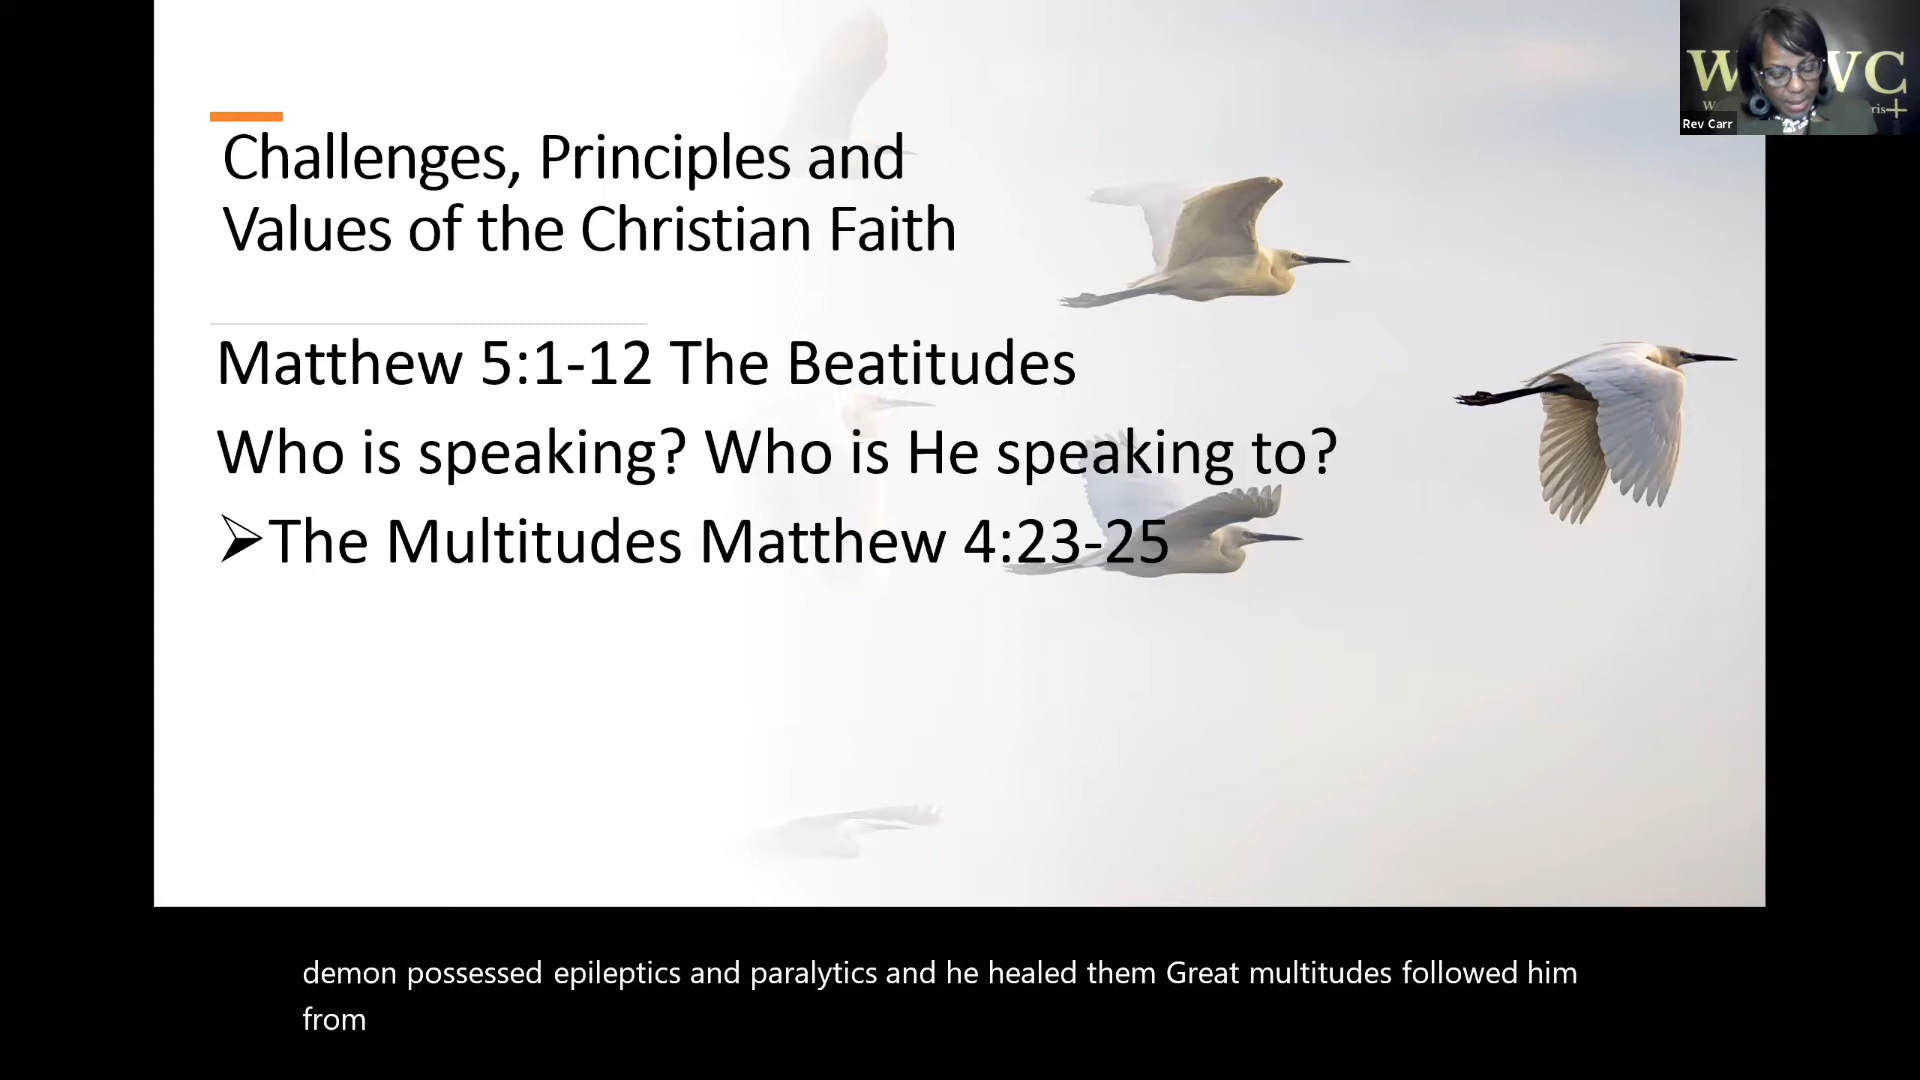 Challenges, Principles and
Values of the Christian Faith
Matthew 5:1-12 The Beatitudes
Who is speaking? Who is He speaking to?
➢The Multitudes Matthew 4:23-25
W VC
Rev Carr
demon possessed epileptics and paralytics and he healed them Great multitudes followed him
from